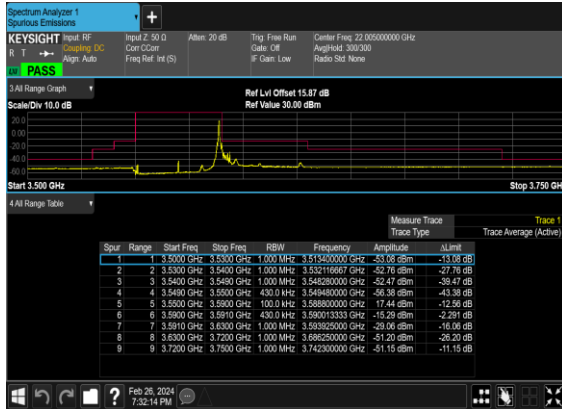 Spectrum Analyzer 1
Spurious Emissions
+
KEYSIGHT Input: RF Input Z: 50 Ω Atten: 20 dB Trig: Free Run Center Freq: 22.005000000 GHz
R T Coupling: DC Corr CCorr Gate: Off Avg|Hold: 300/300
Align: Auto Freq Ref: Int (S) IF Gain: Low Radio Std: None
PASS
3 All Range Graph
Ref Lvl Offset 15.87 dB
Scale/Div 10.0 dB Ref Value 30.00 dBm
20.0
0.00
-20.0
-40.0
-60.0
Start 3.500 GHz Stop 3.750 GH
4 All Range Table
Measure Trace Trace 1
Trace Type Trace Average (Active)
Spur Range Start Freq Stop Freq RBW Frequency Amplitude ΔLimit
1 1 3.5000 GHz 3.5300 GHz 1.000 MHz 3.513400000 GHz -53.08 dBm -13.08 dB
2 2 3.5300 GHz 3.5400 GHz 1.000 MHz 3.532116667 GHz -52.76 dBm -27.76 dB
3 3 3.5400 GHz 3.5490 GHz 1.000 MHz 3.548280000 GHz -52.47 dBm -39.47 dB
4 4 3.5490 GHz 3.5500 GHz 430.0 kHz 3.549480000 GHz -56.38 dBm -43.38 dB
5 5 3.5500 GHz 3.5900 GHz 100.0 kHz 3.588800000 GHz 17.44 dBm -12.56 dB
6 6 3.5900 GHz 3.5910 GHz 430.0 kHz 3.590013333 GHz -15.29 dBm -2.291 dB
7 7 3.5910 GHz 3.6300 GHz 1.000 MHz 3.593925000 GHz -29.06 dBm -16.06 dB
8 8 3.6300 GHz 3.7200 GHz 1.000 MHz 3.686250000 GHz -51.20 dBm -26.20 dB
9 9 3.7200 GHz 3.7500 GHz 1.000 MHz 3.742300000 GHz -51.15 dBm -11.15 dB
? Feb 26, 2024
7:32:14 PM